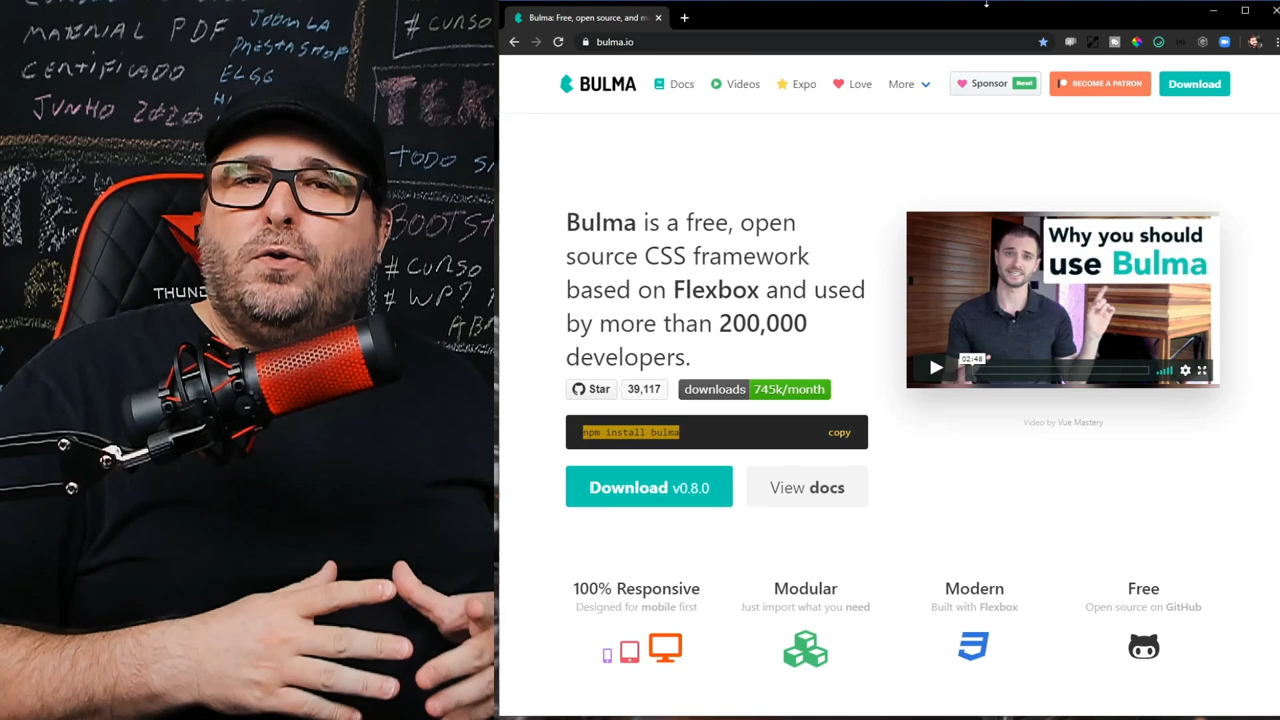 MATERIAL PDF
JOOMLA
PRESTASHOP
CERTIFICADO
JUNHO 2020
# CURSO
TODO
BOOTST
# CURSO
# WP?
THUND
Bulma: Free, open source, and m
bulma.io
BULMA
Docs
Videos
Expo
Love
More
Sponsor
New!
BECOME A PATRON
Download
Bulma is a free, open
source CSS framework
based on Flexbox and used
by more than 200,000
developers.
Star
39,117
downloads 745k/month
npm install bulma
copy
Download v0.8.0
View docs
Why you should
use Bulma
02:48
Video by Vue Mastery
100% Responsive
Designed for mobile first
Modular
Just import what you need
Modern
Built with Flexbox
Free
Open source on GitHub